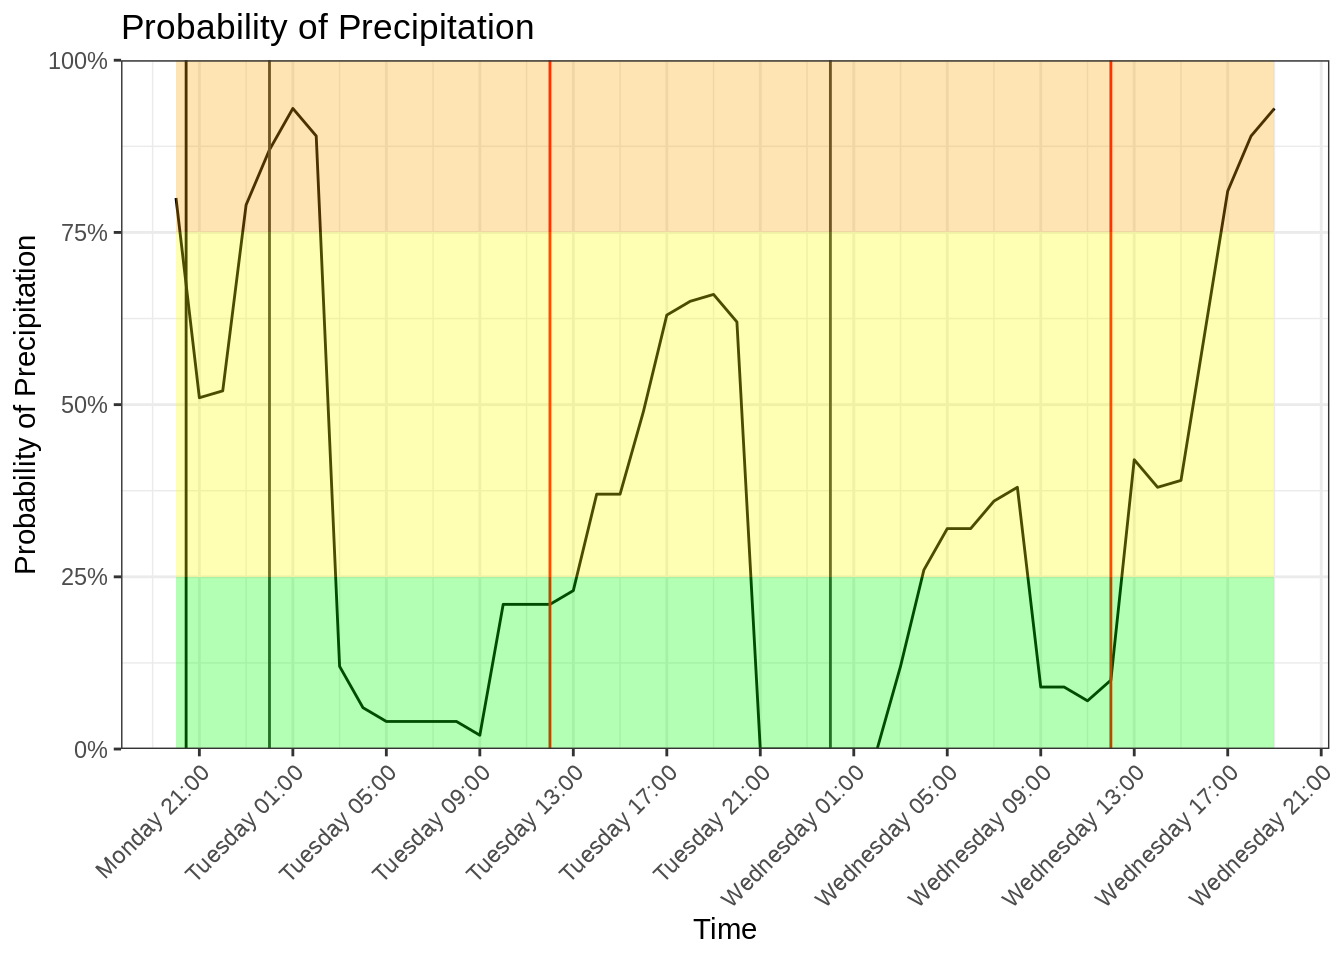 Probability of Precipitation
100%
75%
50%
25%
0%
Probability of Precipitation
Monday 21:00
Tuesday 01:00
Tuesday 05:00
Tuesday 09:00
Tuesday 13:00
Tuesday 17:00
Tuesday 21:00
Wednesday 01:00
Wednesday 05:00
Wednesday 09:00
Wednesday 13:00
Wednesday 17:00
Wednesday 21:00
Time